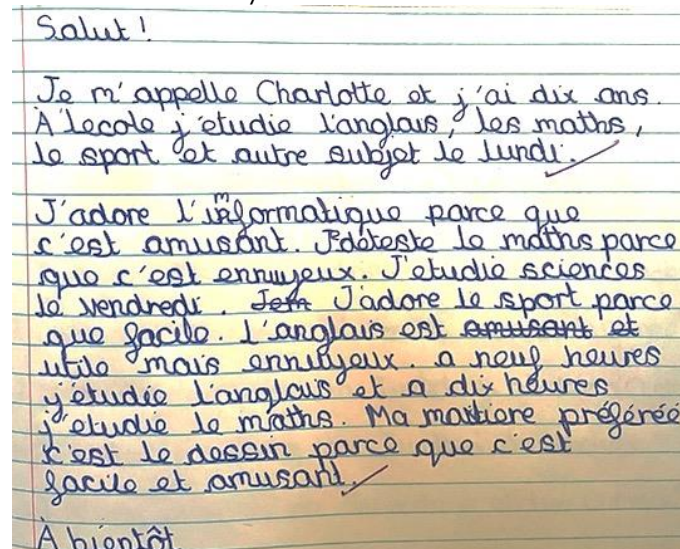 Salut!
Je m'appelle Charlotte et j'ai dix ans.
À lecole j'etudie l'anglais, les maths,
le sport et autre subjet le lundi.
J'adore l'informatique parce que
c'est amusant. J'déteste le maths parce
que c'est ennuyeux. J'etudie sciences
le vendredi. J'adore le sport parce
que facile. L'anglais est amusant et
utile mais ennuyeux. a neuf heures
j'étudie l'anglais et a dix heures
j'etudie le maths. Ma matiere préférée
c'est le dessin parce que c'est
facile et amusant.
À bientôt